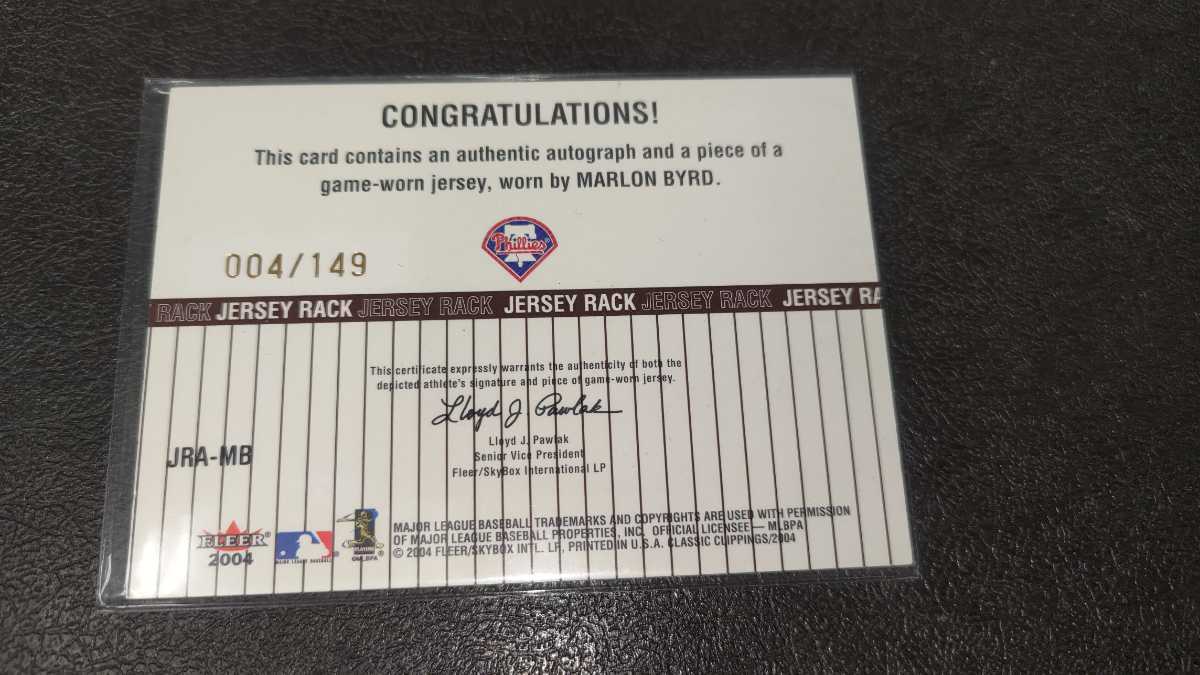 CONGRATULATIONS!
This card contains an authentic autograph and a piece of a
game-worn jersey, worn by MARLON BYRD.
Phillies
004/149
RACK JERSEY RACK JERSEY RACK JERSEY RACK JERSEY RACK JERSEY RA
This certificate expressly warrants the authenticity of both the
depicted athlete's signature and piece of game-worn jersey.
Lloyd J. Pawlak
Lloyd J. Pawlak
Senior Vice President
Fleer/SkyBox International LP
JRA-MB
FLEER
2004
MAJOR LEAGUE BASEBALL TRADEMARKS AND COPYRIGHTS ARE USED WITH PERMISSION
OF MAJOR LEAGUE BASEBALL PROPERTIES, INC. OFFICIAL LICENSEE — MLBPA
© 2004 FLEER/SKYBOX INT'L. LP, PRINTED IN U.S.A. CLASSIC CLIPPINGS/2004